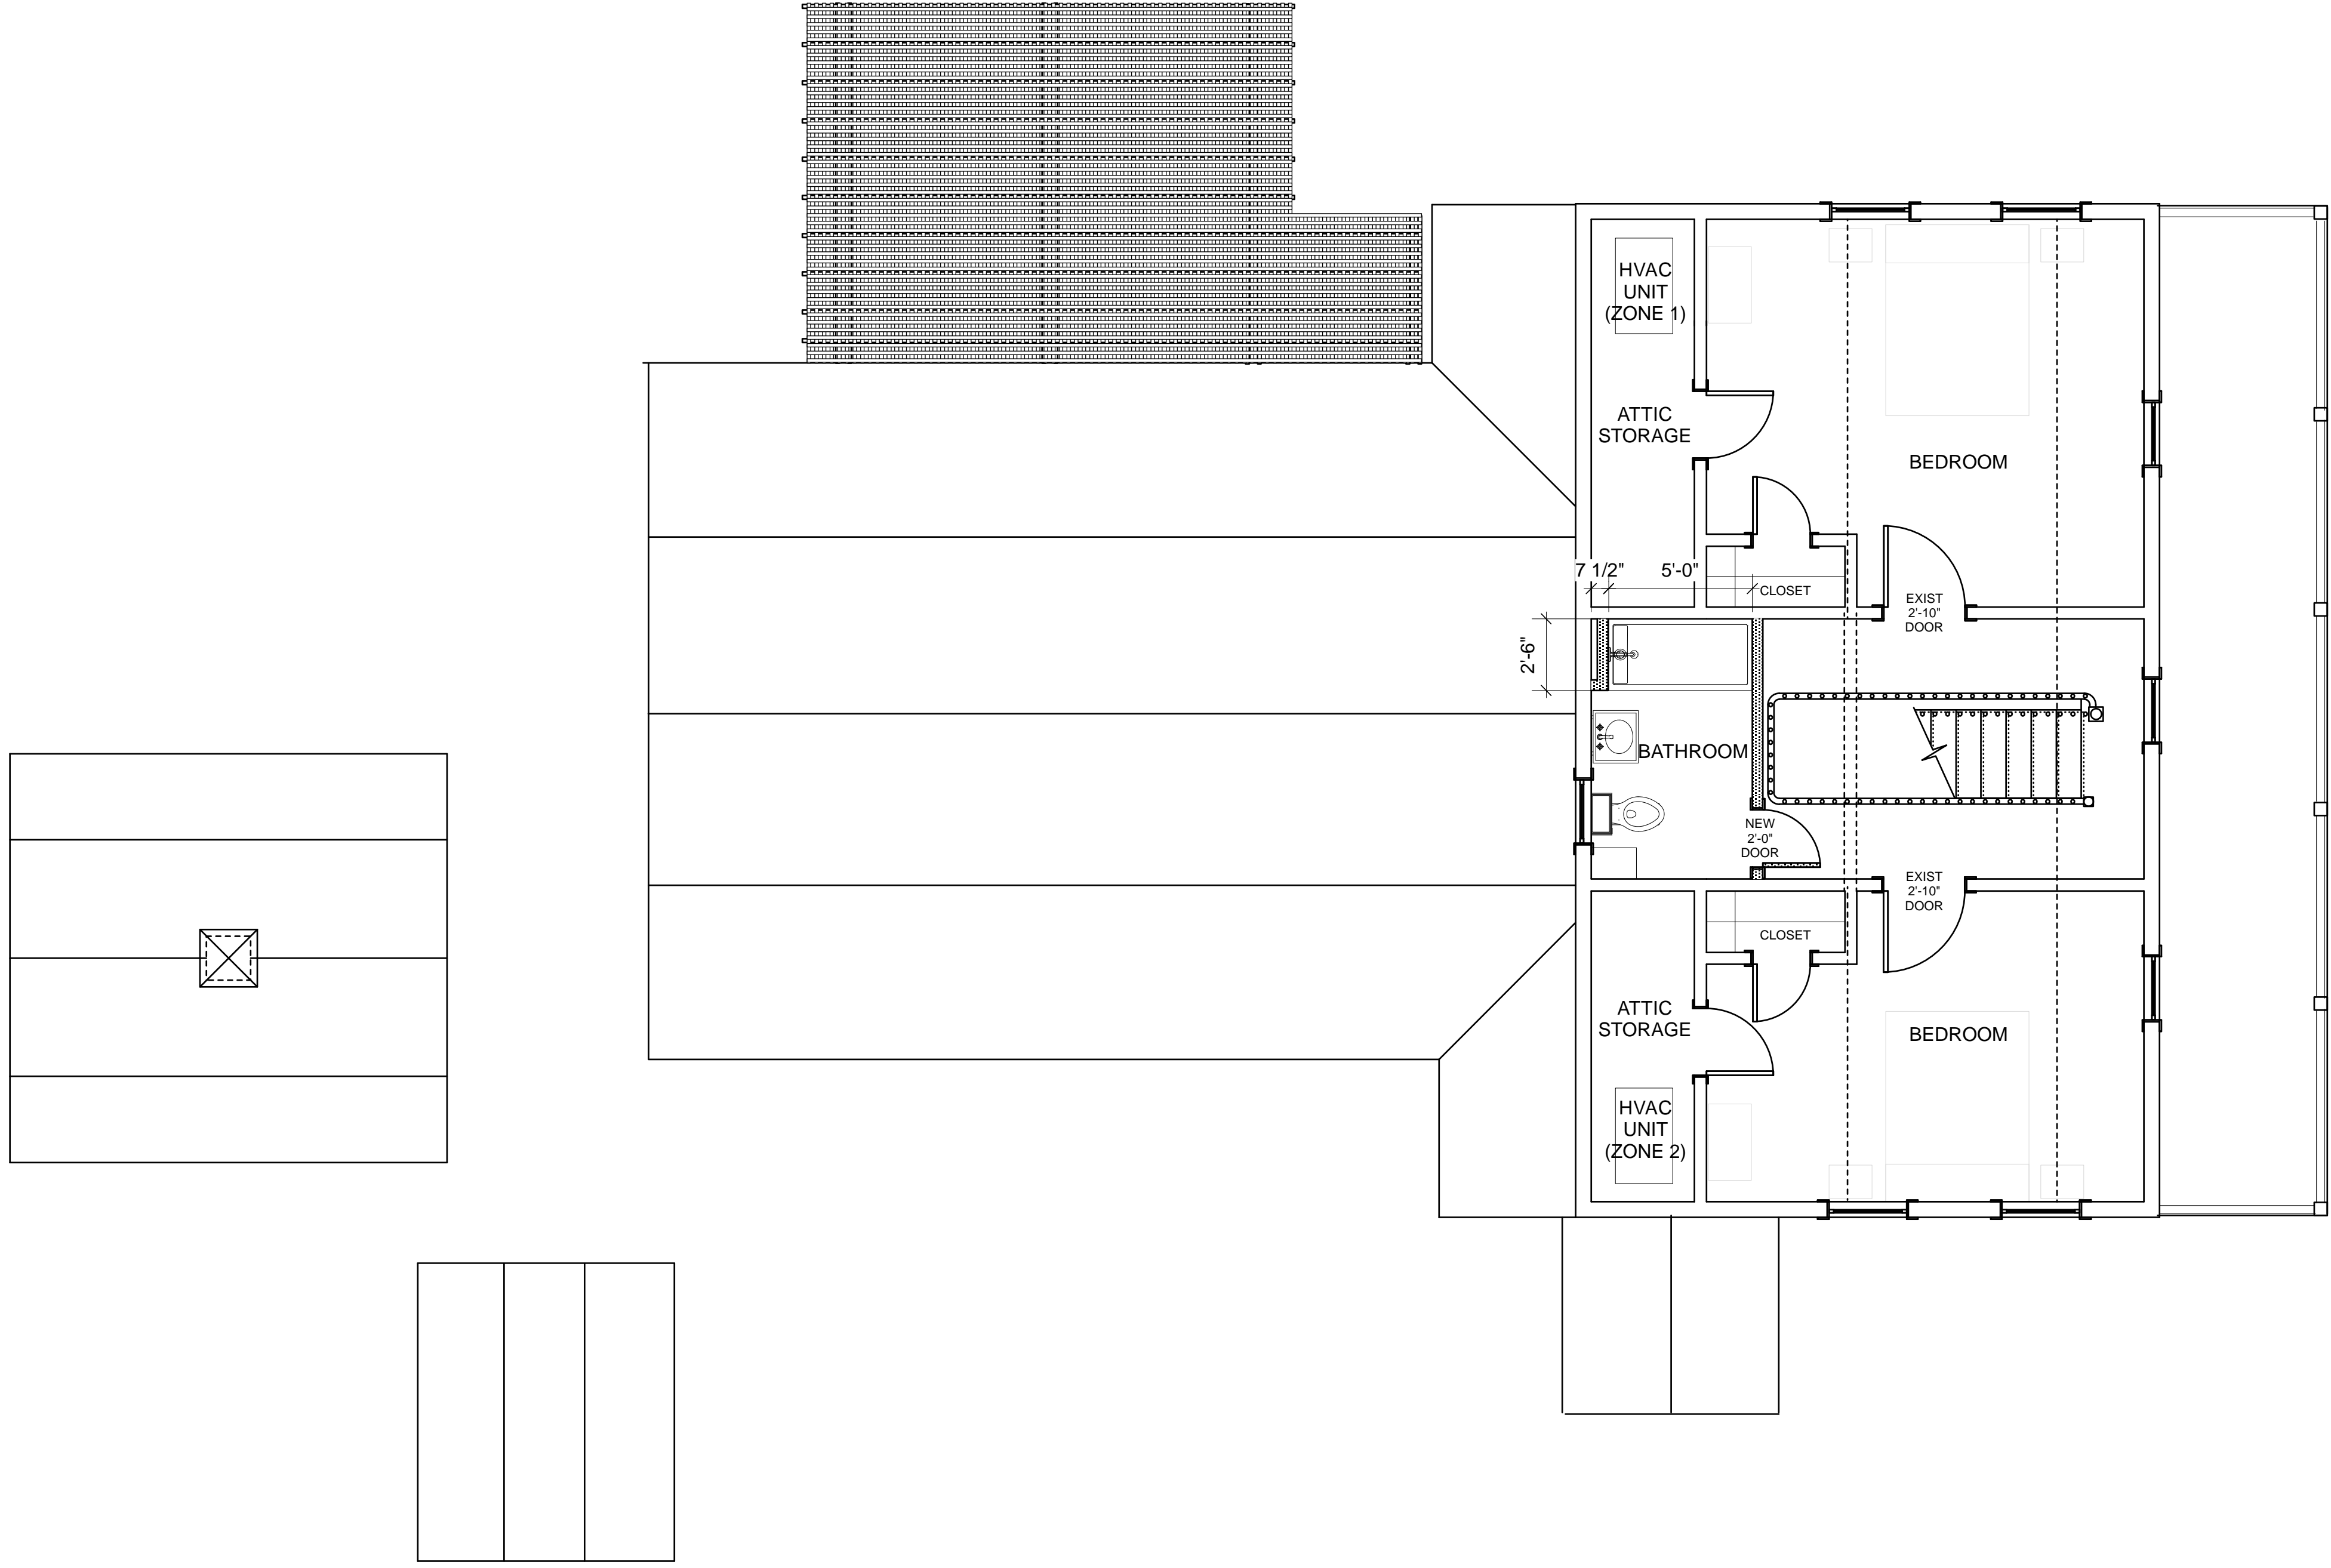 HVAC
UNIT
(ZONE 1)
ATTIC
STORAGE
BEDROOM
7 1/2"
5'-0"
CLOSET
EXIST
2'-10"
DOOR
2'-6"
BATHROOM
NEW
2'-0"
DOOR
EXIST
2'-10"
DOOR
CLOSET
ATTIC
STORAGE
BEDROOM
HVAC
UNIT
(ZONE 2)